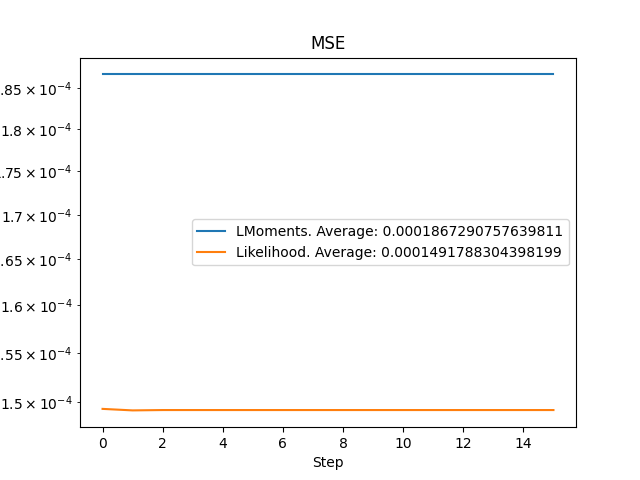 MSE
.85 × 10⁻⁴
1.8 × 10⁻⁴
.75 × 10⁻⁴
1.7 × 10⁻⁴
.65 × 10⁻⁴
1.6 × 10⁻⁴
.55 × 10⁻⁴
1.5 × 10⁻⁴
LMoments. Average: 0.0001867290757639811
Likelihood. Average: 0.0001491788304398199
0 2 4 6 8 10 12 14
Step